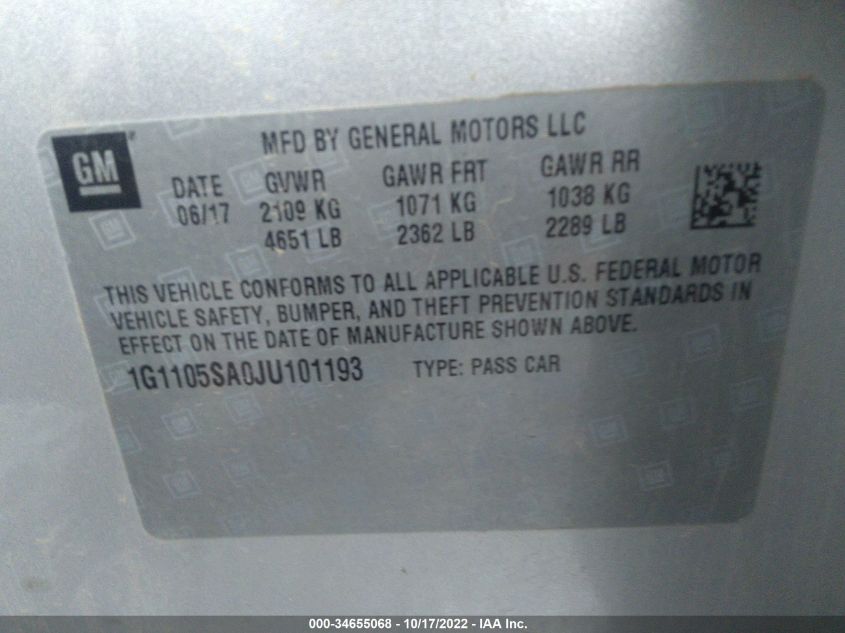 GM
MFD BY GENERAL MOTORS LLC
DATE GVWR GAWR FRT GAWR RR
06/17 2109 KG 1071 KG 1038 KG
4651 LB 2362 LB 2289 LB
THIS VEHICLE CONFORMS TO ALL APPLICABLE U.S. FEDERAL MOTOR
VEHICLE SAFETY, BUMPER, AND THEFT PREVENTION STANDARDS IN
EFFECT ON THE DATE OF MANUFACTURE SHOWN ABOVE.
1G1105SA0JU101193 TYPE: PASS CAR
000-34655068 - 10/17/2022 - IAA Inc.